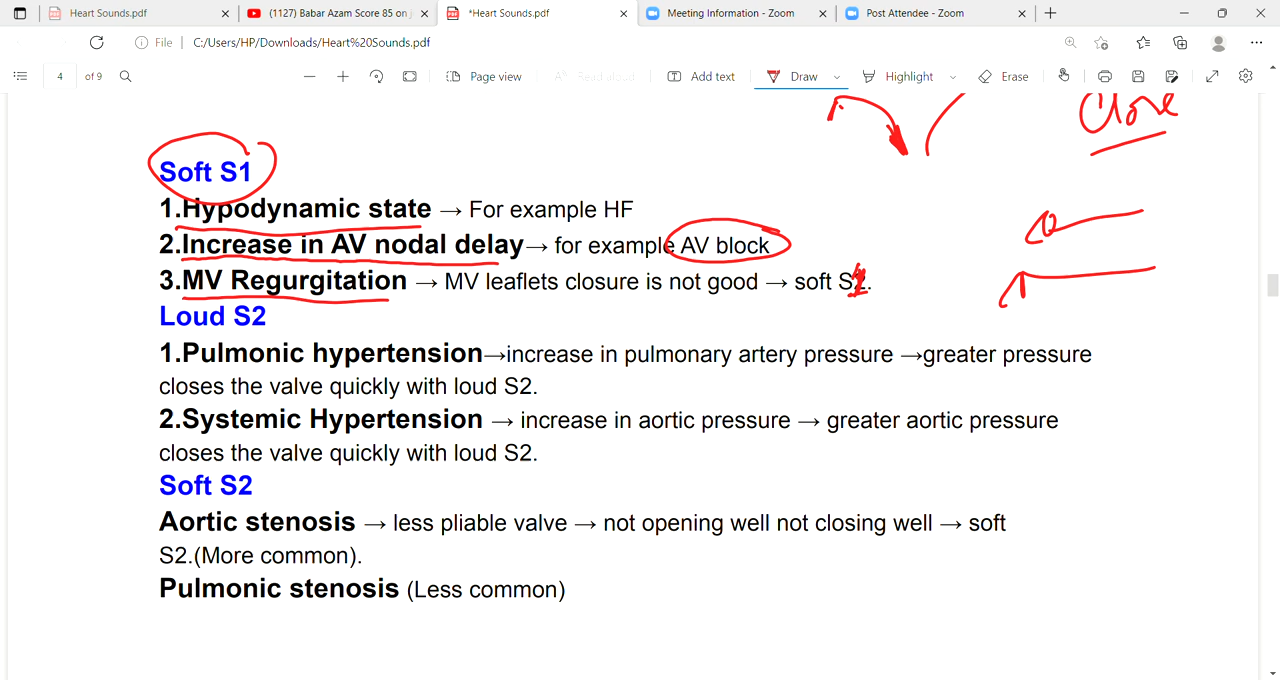 Heart Sounds.pdf
(1127) Babar Azam Score 85 on j
*Heart Sounds.pdf
Meeting Information - Zoom
Post Attendee - Zoom
File
C:/Users/HP/Downloads/Heart%20Sounds.pdf
4 of 9
Page view
Read aloud
Add text
Draw
Highlight
Erase
Close
Soft S1
1.Hypodynamic state → For example HF
2.Increase in AV nodal delay→ for example AV block
3.MV Regurgitation → MV leaflets closure is not good → soft S1.
Loud S2
1.Pulmonic hypertension→increase in pulmonary artery pressure →greater pressure
closes the valve quickly with loud S2.
2.Systemic Hypertension → increase in aortic pressure → greater aortic pressure
closes the valve quickly with loud S2.
Soft S2
Aortic stenosis → less pliable valve → not opening well not closing well → soft
S2.(More common).
Pulmonic stenosis (Less common)